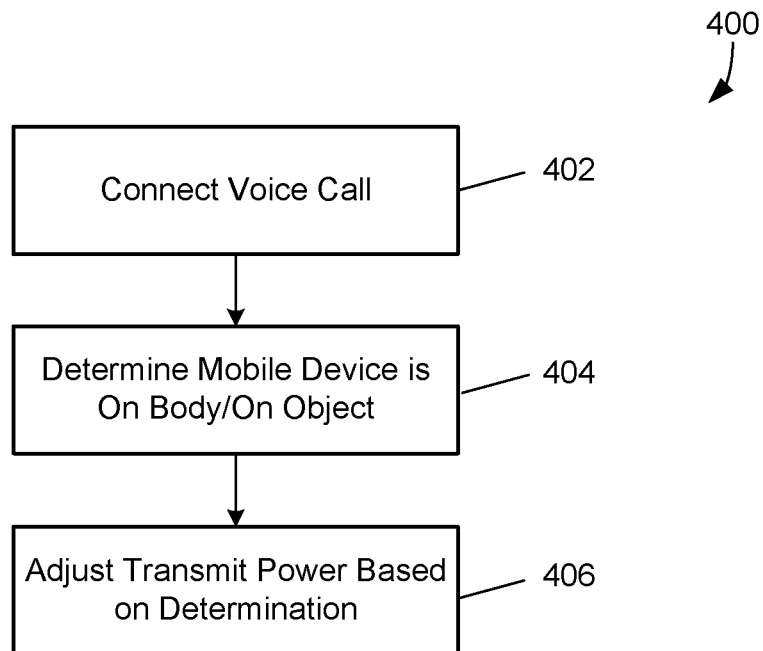 400
Connect Voice Call
402
Determine Mobile Device is
On Body/On Object
404
Adjust Transmit Power Based
on Determination
406